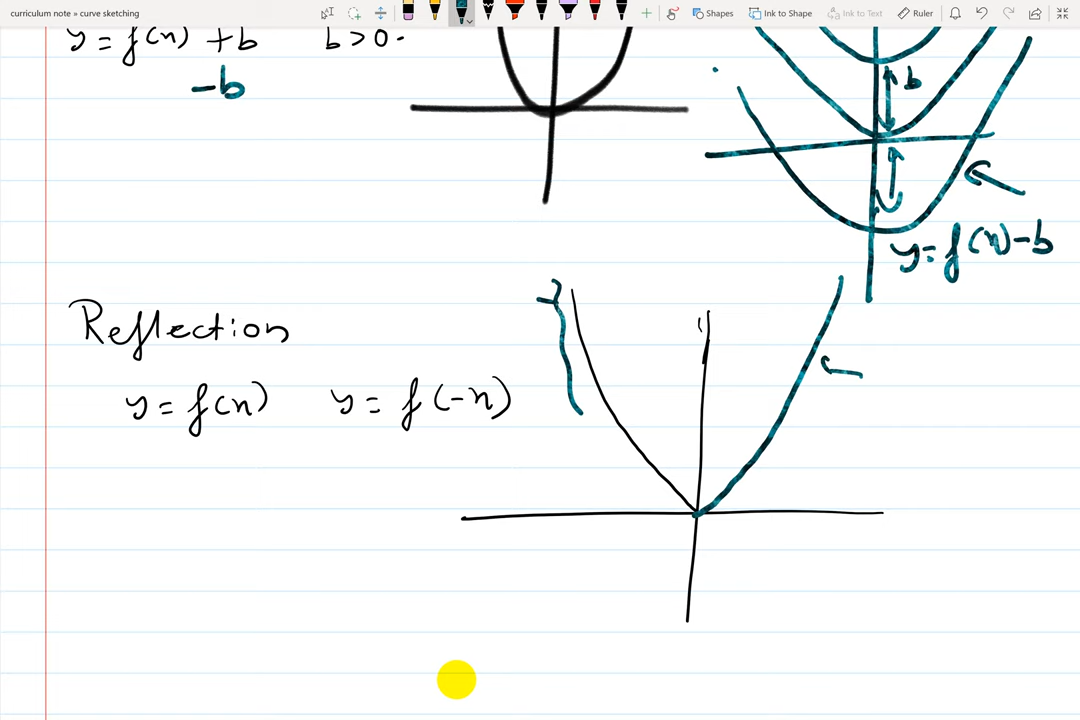 curriculum note » curve sketching
Shapes Ink to Shape Ink to Text Ruler
y = f(x) + b b > 0.
-b
b
y = f(x) - b
Reflection
y = f(x) y = f(-x)